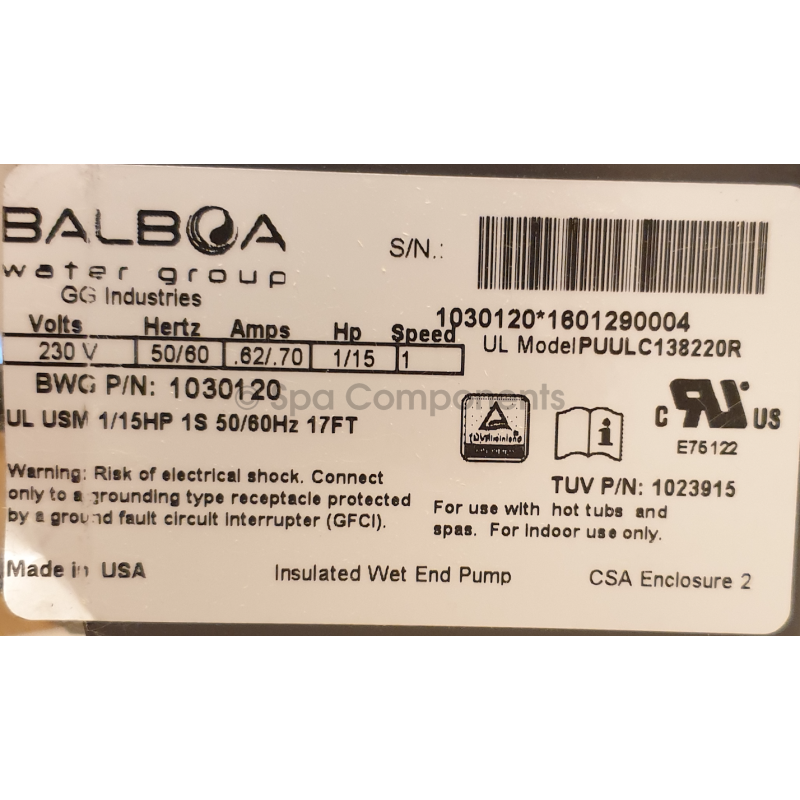 BALBOA
water group
GG Industries
S/N.:
1030120*1601290004
UL Model PUULC138220R
Volts Hertz Amps Hp Speed
230 V 50/60 .62/.70 1/15 1
BWG P/N: 1030120
© Spa Components
UL USM 1/15HP 1S 50/60Hz 17FT
TÜVRheinland
C US
E75122
TUV P/N: 1023915
Warning: Risk of electrical shock. Connect
only to a grounding type receptacle protected
by a ground fault circuit interrupter (GFCI).
For use with hot tubs and
spas. For Indoor use only.
Made in USA
Insulated Wet End Pump
CSA Enclosure 2